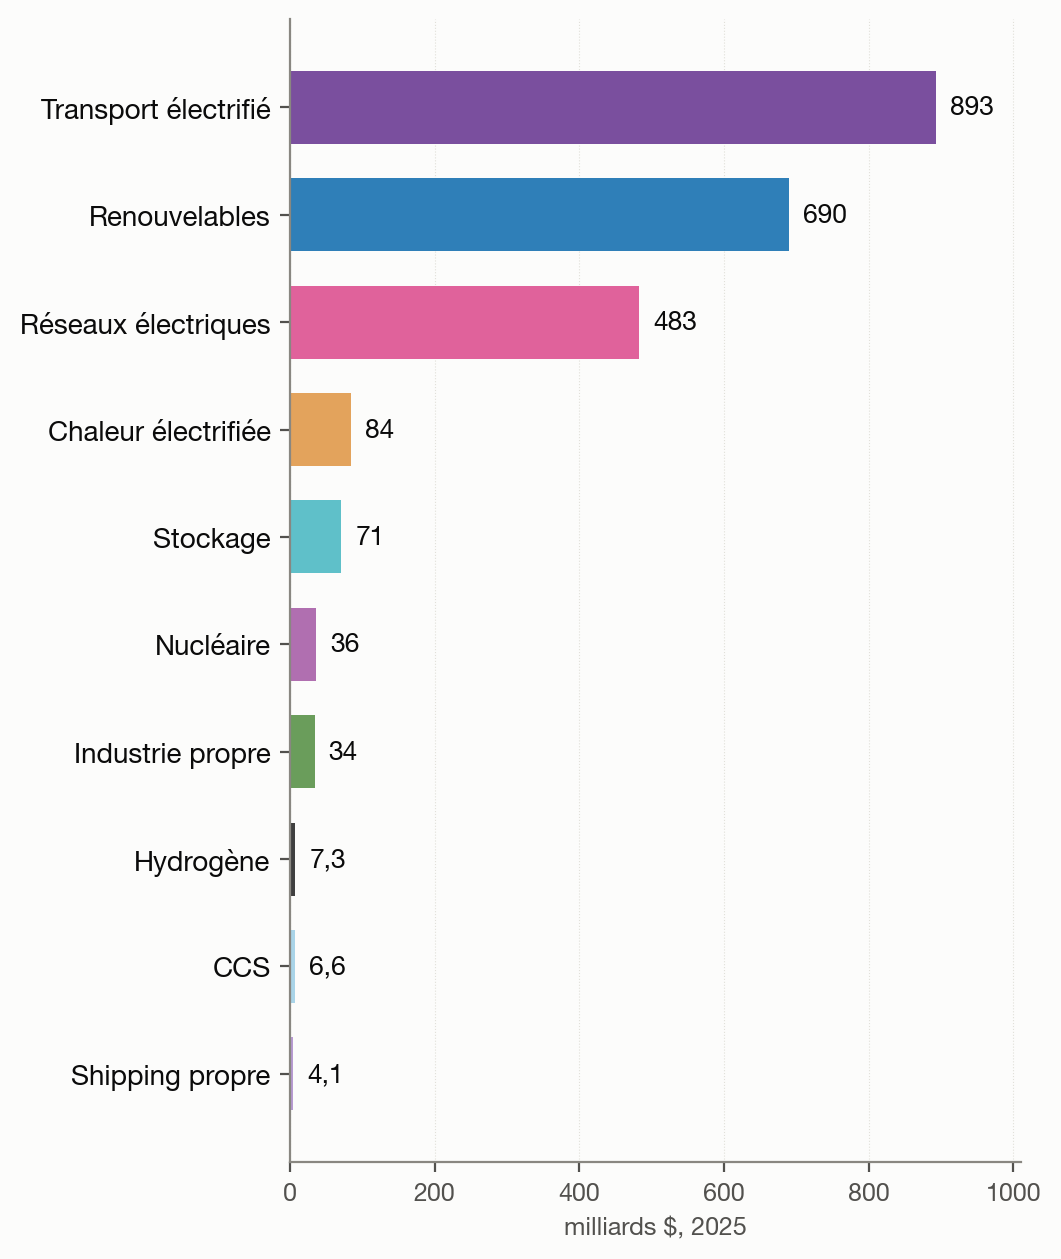 Transport électrifié 893
Renouvelables 690
Réseaux électriques 483
Chaleur électrifiée 84
Stockage 71
Nucléaire 36
Industrie propre 34
Hydrogène 7,3
CCS 6,6
Shipping propre 4,1
0 200 400 600 800 1000
milliards $, 2025